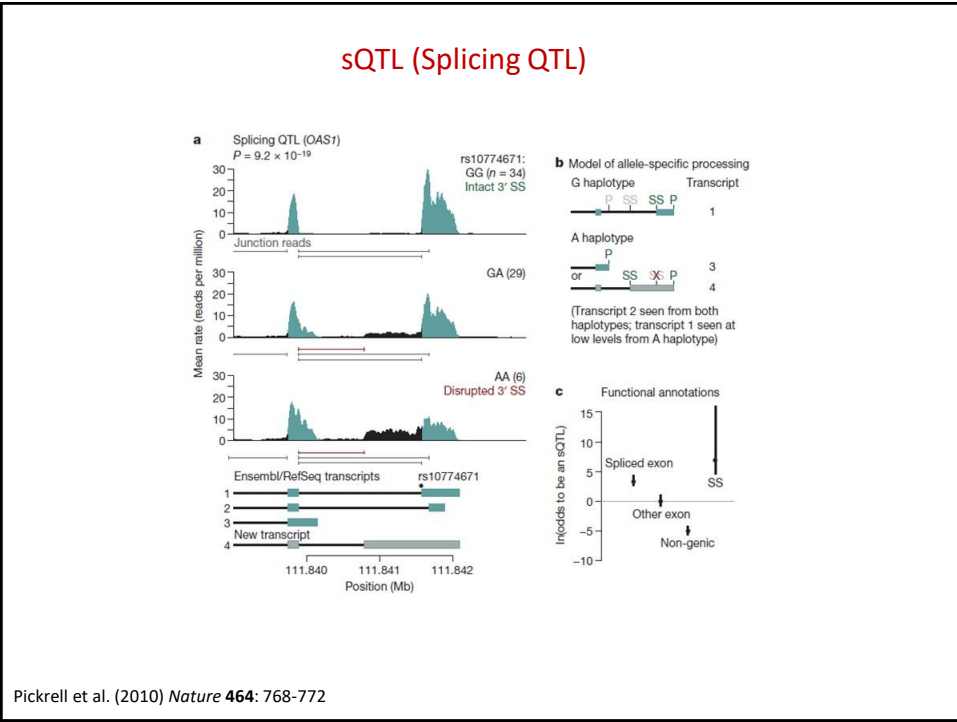 sQTL (Splicing QTL)
a Splicing QTL (OAS1)
P = 9.2 × 10⁻¹⁹
rs10774671:
GG (n = 34)
Intact 3′ SS
30
20
10
0
Junction reads
GA (29)
30
20
10
0
Mean rate (reads per million)
AA (6)
Disrupted 3′ SS
30
20
10
0
Ensembl/RefSeq transcripts rs10774671
1
2
3
New transcript
4
111.840 111.841 111.842
Position (Mb)
b Model of allele-specific processing
G haplotype Transcript
P SS SS P
1
A haplotype
P
3
or SS SS X P
4
(Transcript 2 seen from both
haplotypes; transcript 1 seen at
low levels from A haplotype)
c Functional annotations
ln(odds to be an sQTL)
15
10
5
0
−5
−10
Spliced exon
SS
Other exon
Non-genic
Pickrell et al. (2010) Nature 464: 768-772